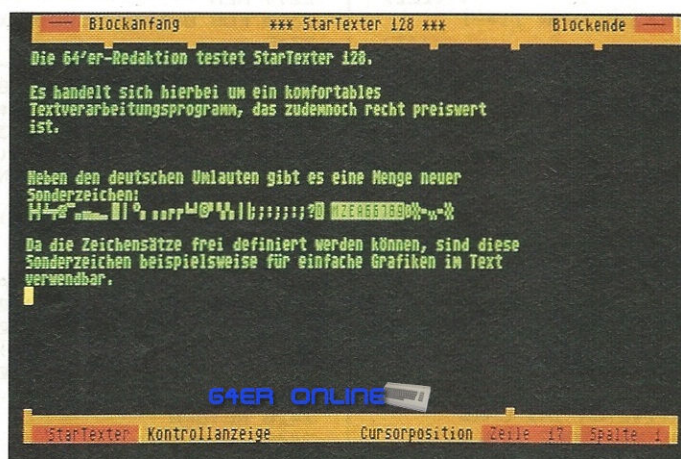 Blockanfang *** StarTexter 128 *** Blockende
Die 64'er-Redaktion testet StarTexter 128.
Es handelt sich hierbei um ein komfortables
Textverarbeitungsprogramm, das zudemnoch recht preiswert
ist.
Neben den deutschen Umlauten gibt es eine Menge neuer
Sonderzeichen:
Da die Zeichensätze frei definiert werden können, sind diese
Sonderzeichen beispielsweise für einfache Grafiken im Text
verwendbar.
64ER ONLINE
StarTexter Kontrollanzeige Cursorposition Zeile 17 Spalte 1